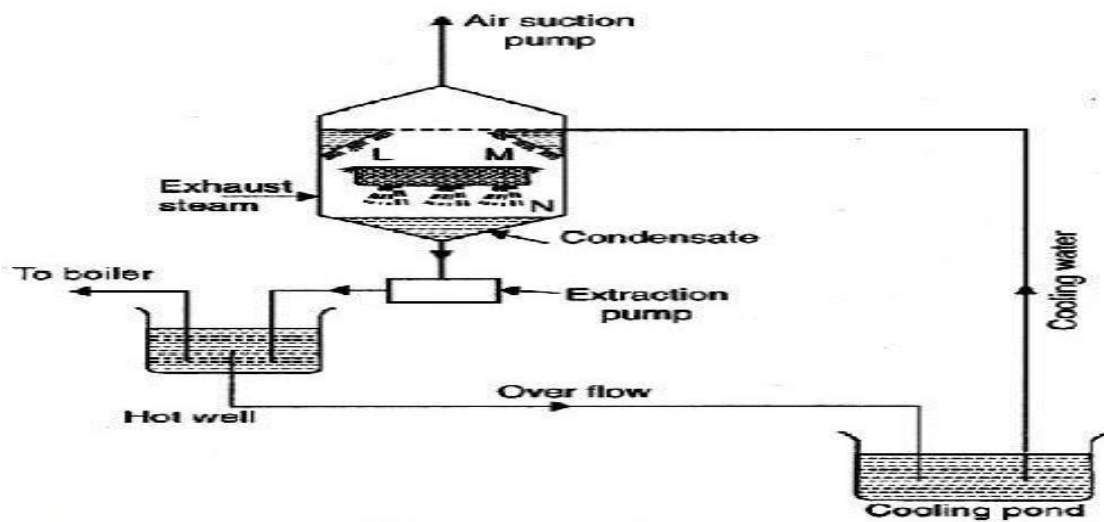 Air suction
pump
L
M
Exhaust
steam
N
Condensate
To boiler
Extraction
pump
Cooling water
Over flow
Hot well
Cooling pond